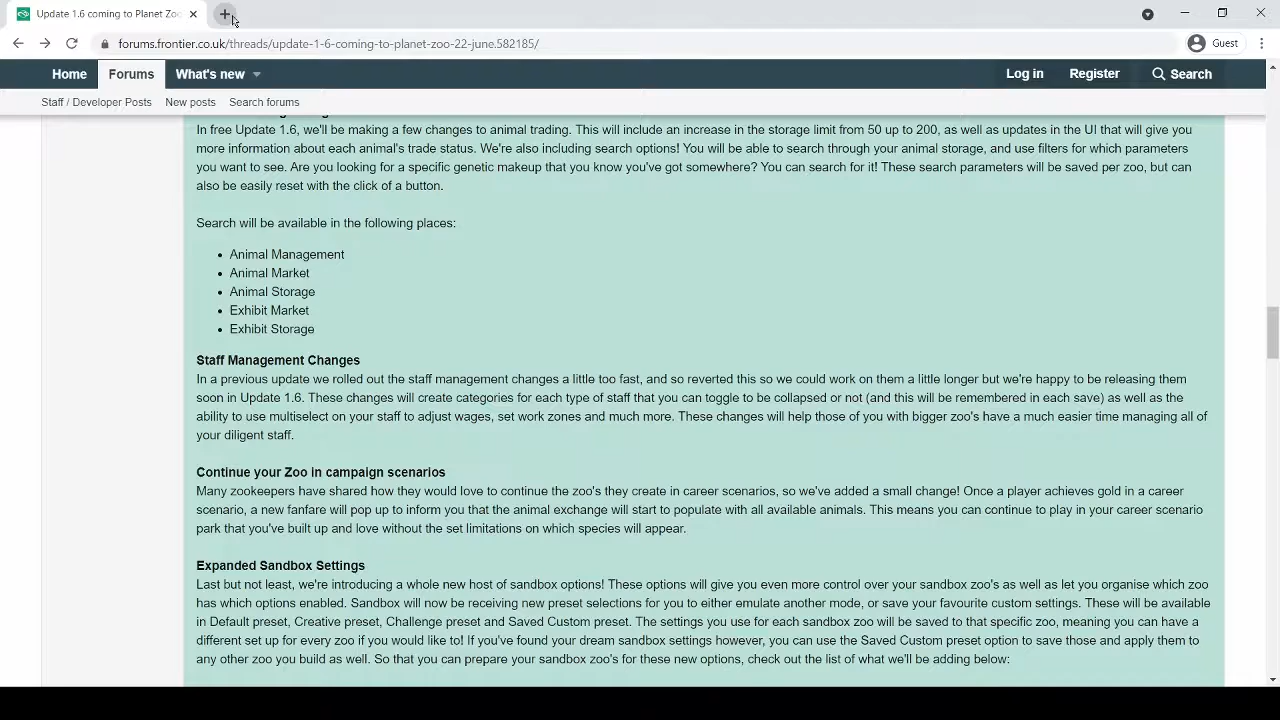 Update 1.6 coming to Planet Zoo
forums.frontier.co.uk/threads/update-1-6-coming-to-planet-zoo-22-june.582185/
Guest
Home
Forums
What's new
Log in
Register
Search
Staff / Developer Posts
New posts
Search forums
In free Update 1.6, we'll be making a few changes to animal trading. This will include an increase in the storage limit from 50 up to 200, as well as updates in the UI that will give you
more information about each animal's trade status. We're also including search options! You will be able to search through your animal storage, and use filters for which parameters
you want to see. Are you looking for a specific genetic makeup that you know you've got somewhere? You can search for it! These search parameters will be saved per zoo, but can
also be easily reset with the click of a button.
Search will be available in the following places:
• Animal Management
• Animal Market
• Animal Storage
• Exhibit Market
• Exhibit Storage
Staff Management Changes
In a previous update we rolled out the staff management changes a little too fast, and so reverted this so we could work on them a little longer but we're happy to be releasing them
soon in Update 1.6. These changes will create categories for each type of staff that you can toggle to be collapsed or not (and this will be remembered in each save) as well as the
ability to use multiselect on your staff to adjust wages, set work zones and much more. These changes will help those of you with bigger zoo's have a much easier time managing all of
your diligent staff.
Continue your Zoo in campaign scenarios
Many zookeepers have shared how they would love to continue the zoo's they create in career scenarios, so we've added a small change! Once a player achieves gold in a career
scenario, a new fanfare will pop up to inform you that the animal exchange will start to populate with all available animals. This means you can continue to play in your career scenario
park that you've built up and love without the set limitations on which species will appear.
Expanded Sandbox Settings
Last but not least, we're introducing a whole new host of sandbox options! These options will give you even more control over your sandbox zoo's as well as let you organise which zoo
has which options enabled. Sandbox will now be receiving new preset selections for you to either emulate another mode, or save your favourite custom settings. These will be available
in Default preset, Creative preset, Challenge preset and Saved Custom preset. The settings you use for each sandbox zoo will be saved to that specific zoo, meaning you can have a
different set up for every zoo if you would like to! If you've found your dream sandbox settings however, you can use the Saved Custom preset option to save those and apply them to
any other zoo you build as well. So that you can prepare your sandbox zoo's for these new options, check out the list of what we'll be adding below: